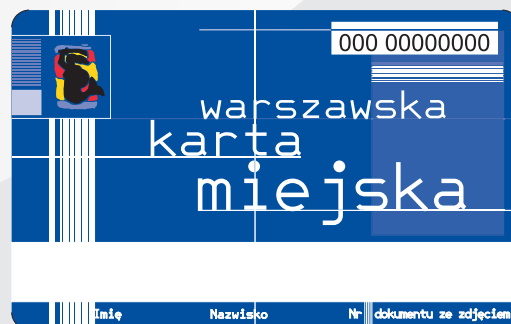 000 00000000
warszawska
karta
miejska
Imię Nazwisko Nr dokumentu ze zdjęciem